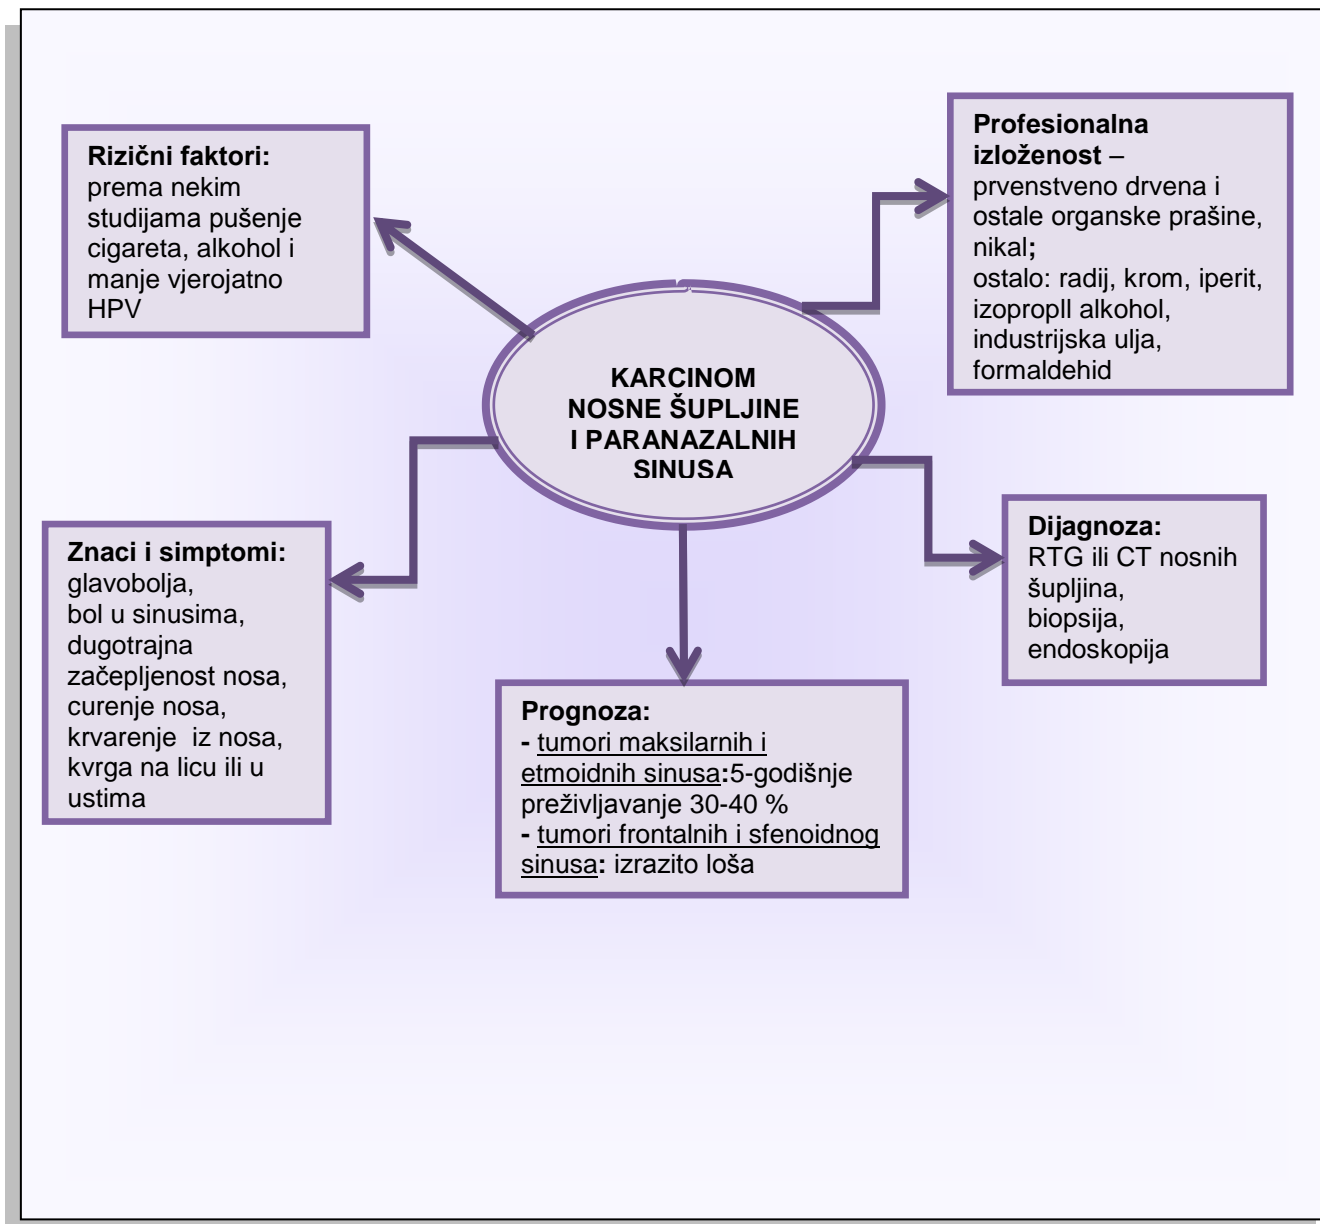 Rizični faktori:
prema nekim
studijama pušenje
cigareta, alkohol i
manje vjerojatno
HPV
Profesionalna
izloženost –
prvenstveno drvena i
ostale organske prašine,
nikal;
ostalo: radij, krom, iperit,
izopropll alkohol,
industrijska ulja,
formaldehid
KARCINOM
NOSNE ŠUPLJINE
I PARANAZALNIH
SINUSA
Znaci i simptomi:
glavobolja,
bol u sinusima,
dugotrajna
začepljenost nosa,
curenje nosa,
krvarenje  iz nosa,
kvrga na licu ili u
ustima
Dijagnoza:
RTG ili CT nosnih
šupljina,
biopsija,
endoskopija
Prognoza:
- tumori maksilarnih i
etmoidnih sinusa:5-godišnje
preživljavanje 30-40 %
- tumori frontalnih i sfenoidnog
sinusa: izrazito loša